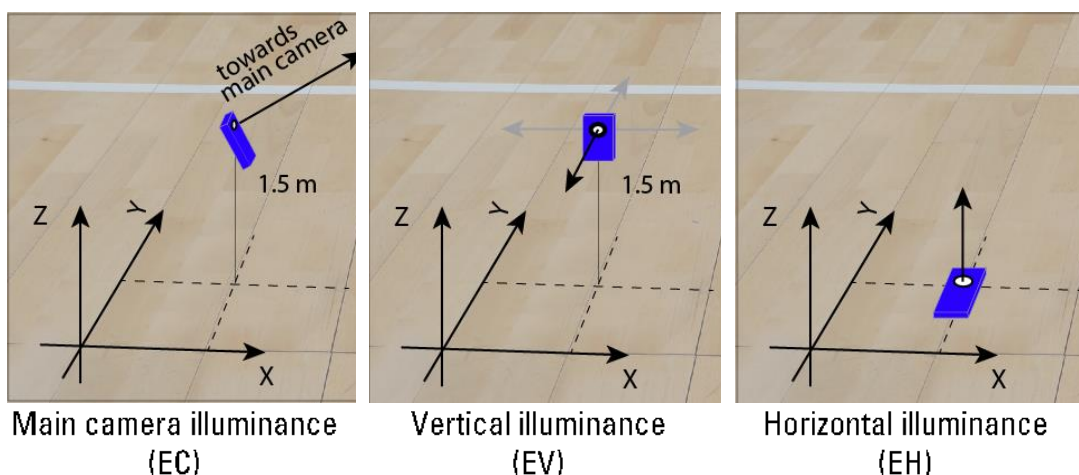 towards
main camera
1.5 m
Z
Y
X
Main camera illuminance
(EC)
1.5 m
Z
Y
X
Vertical illuminance
(EV)
Z
Y
X
Horizontal illuminance
(EH)